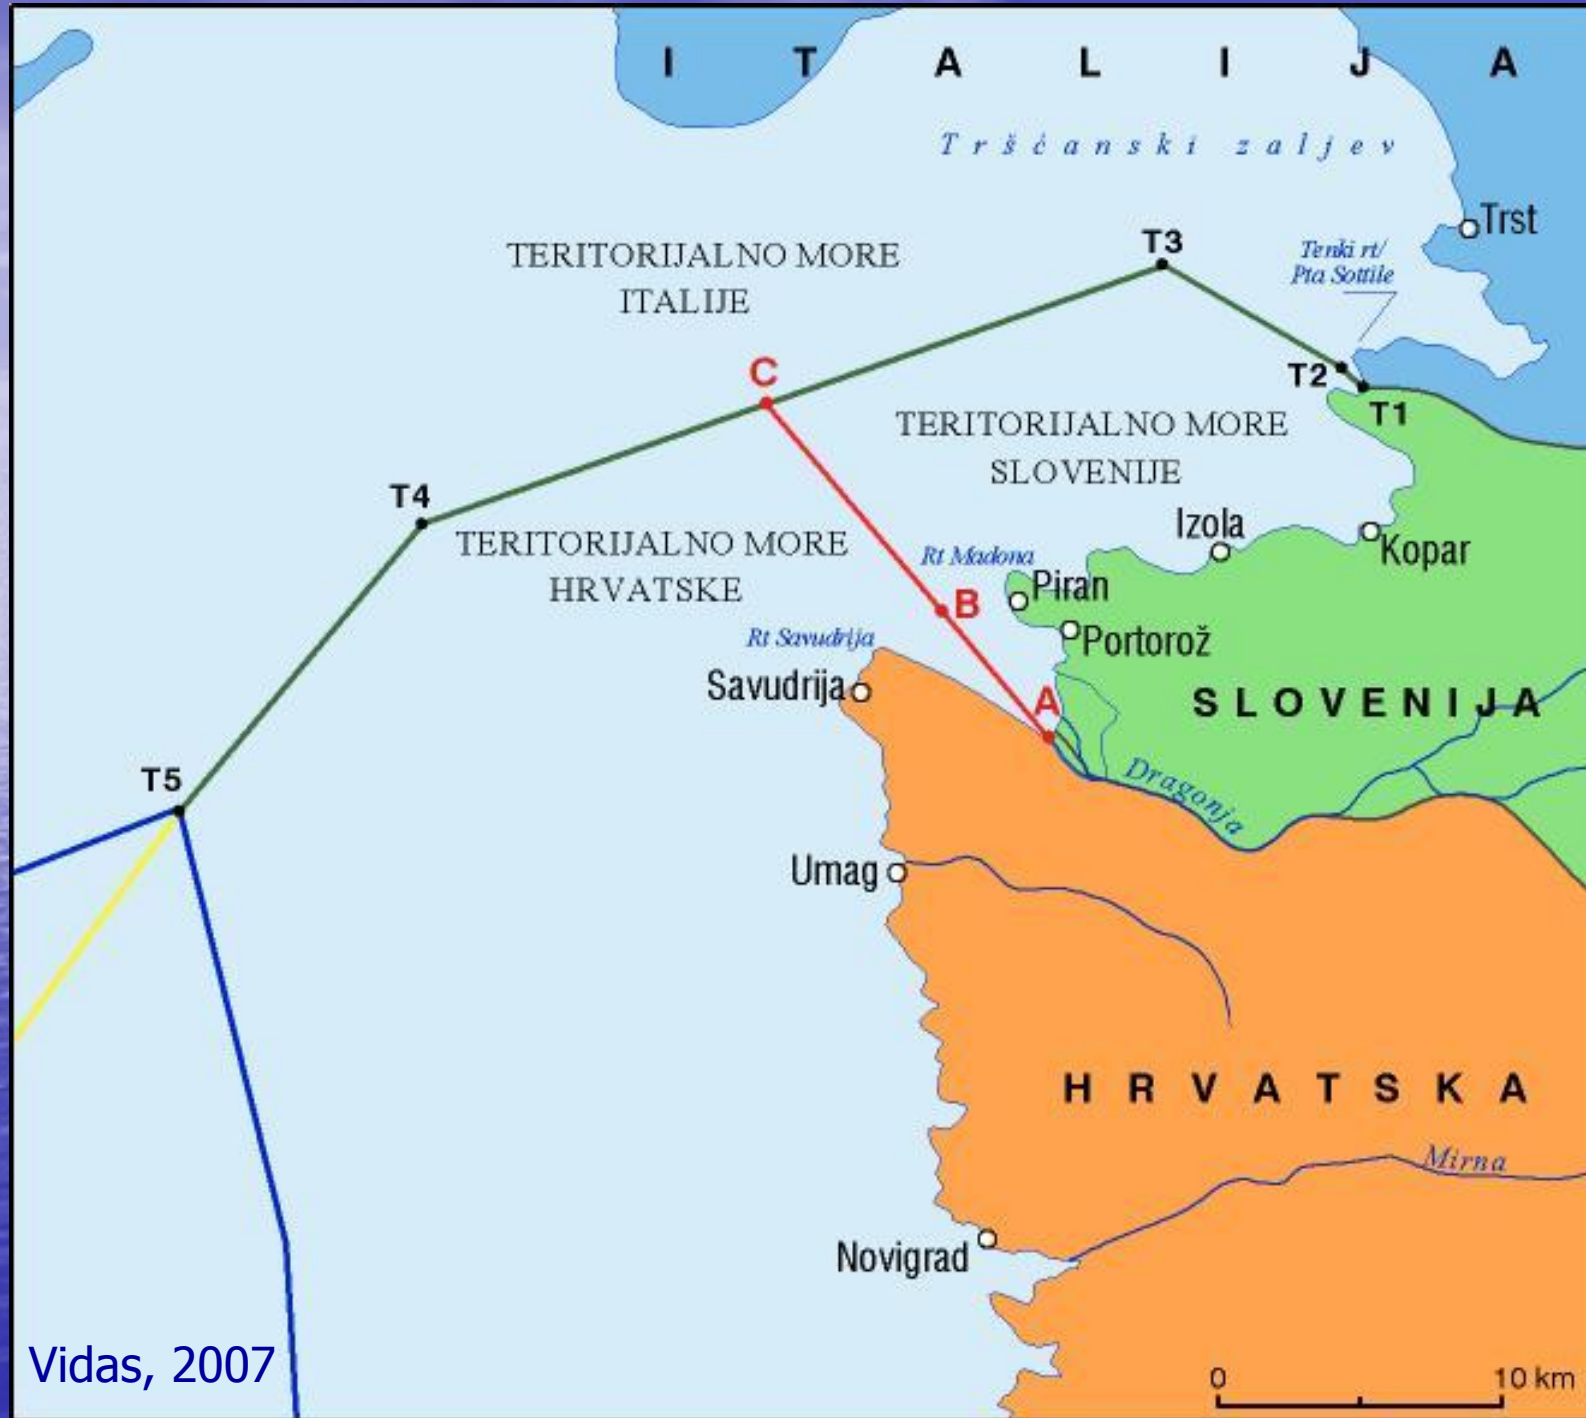 I T A L I J A
Tršćanski zaljev
Trst
T3
TERITORIJALNO MORE
ITALIJE
Tenki rt/
Pta Sottile
C
T2
T1
TERITORIJALNO MORE
SLOVENIJE
T4
TERITORIJALNO MORE
HRVATSKE
Izola
Kopar
Rt Madona
Piran
B
Portorož
Rt Savudrija
Savudrija
A
SLOVENIJA
T5
Dragonja
Umag
HRVATSKA
Mirna
Novigrad
Vidas, 2007
0 10 km